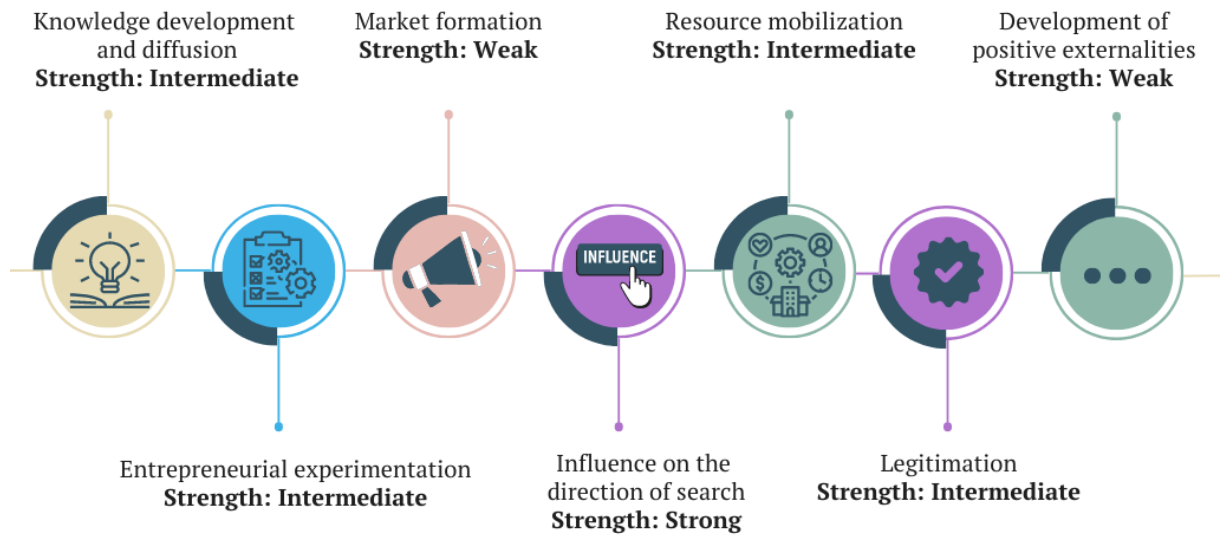 Knowledge development
and diffusion
Strength: Intermediate
Market formation
Strength: Weak
Resource mobilization
Strength: Intermediate
Development of
positive externalities
Strength: Weak
INFLUENCE
$
Entrepreneurial experimentation
Strength: Intermediate
Influence on the
direction of search
Strength: Strong
Legitimation
Strength: Intermediate